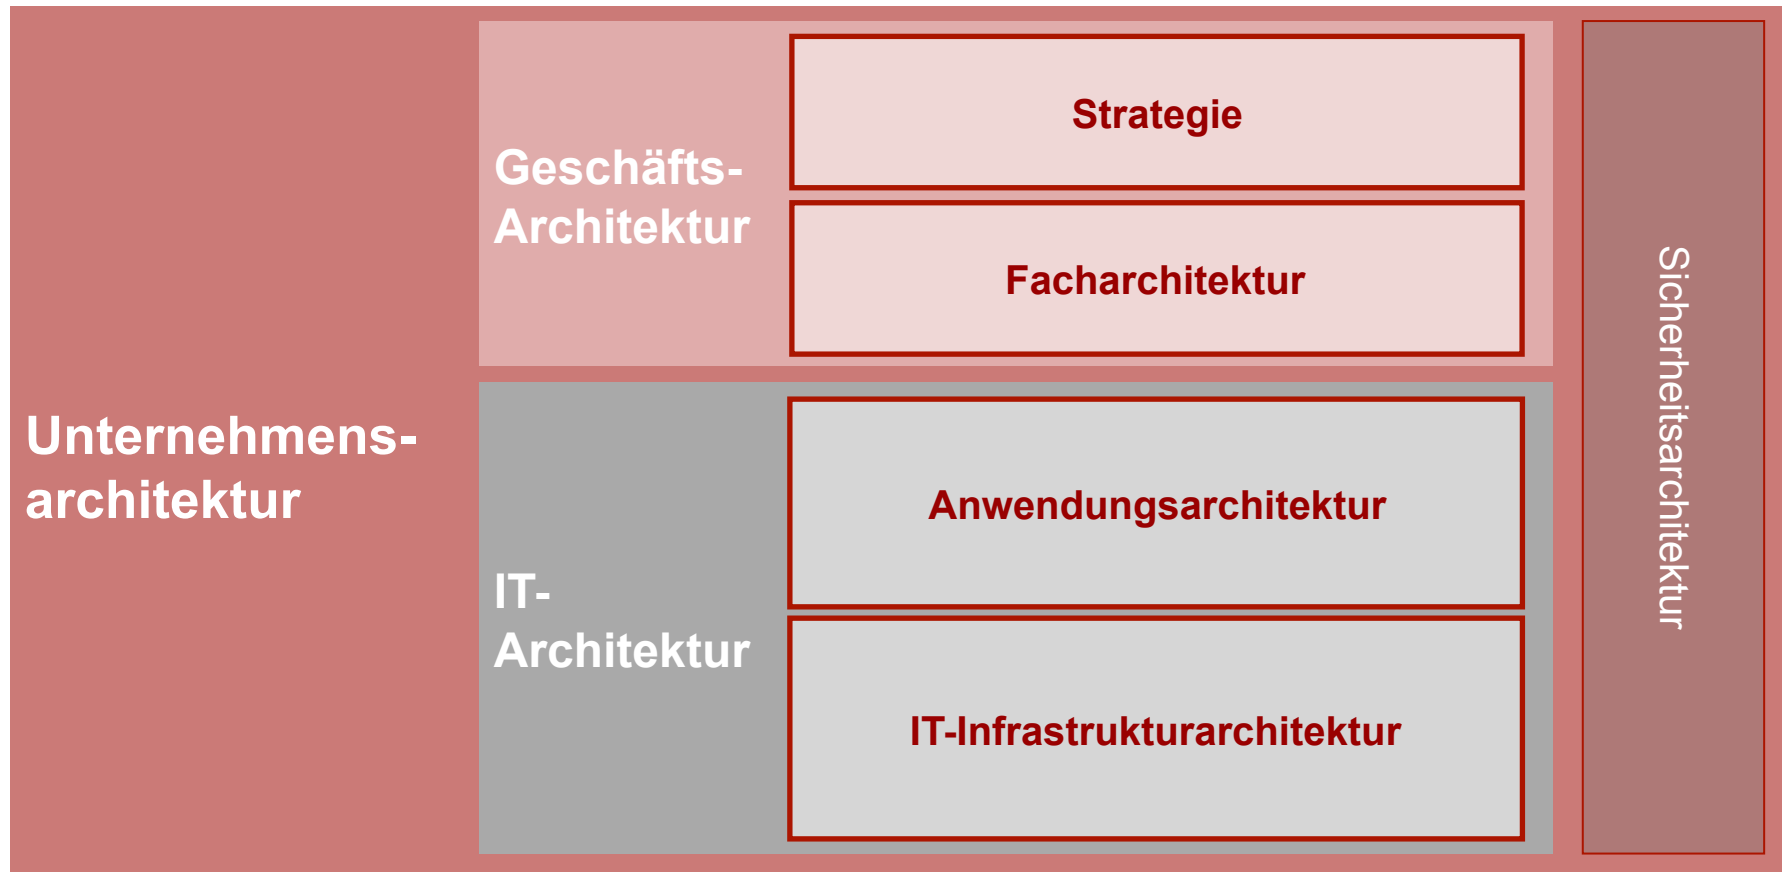 Unternehmens-
architektur
Geschäfts-
Architektur
Strategie
Facharchitektur
IT-
Architektur
Anwendungsarchitektur
IT-Infrastrukturarchitektur
Sicherheitsarchitektur